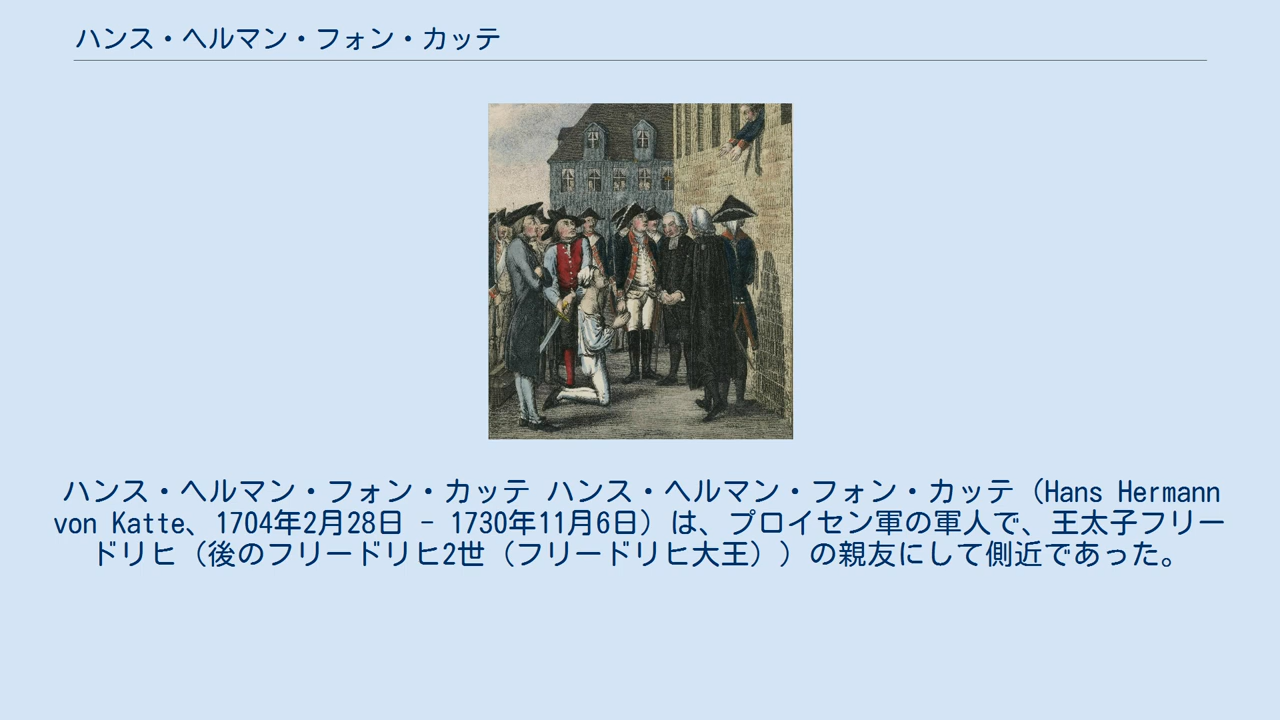 ハンス・ヘルマン・フォン・カッテ
ハンス・ヘルマン・フォン・カッテ ハンス・ヘルマン・フォン・カッテ（Hans Hermann
von Katte、1704年2月28日 - 1730年11月6日）は、プロイセン軍の軍人で、王太子フリー
ドリヒ（後のフリードリヒ2世（フリードリヒ大王））の親友にして側近であった。